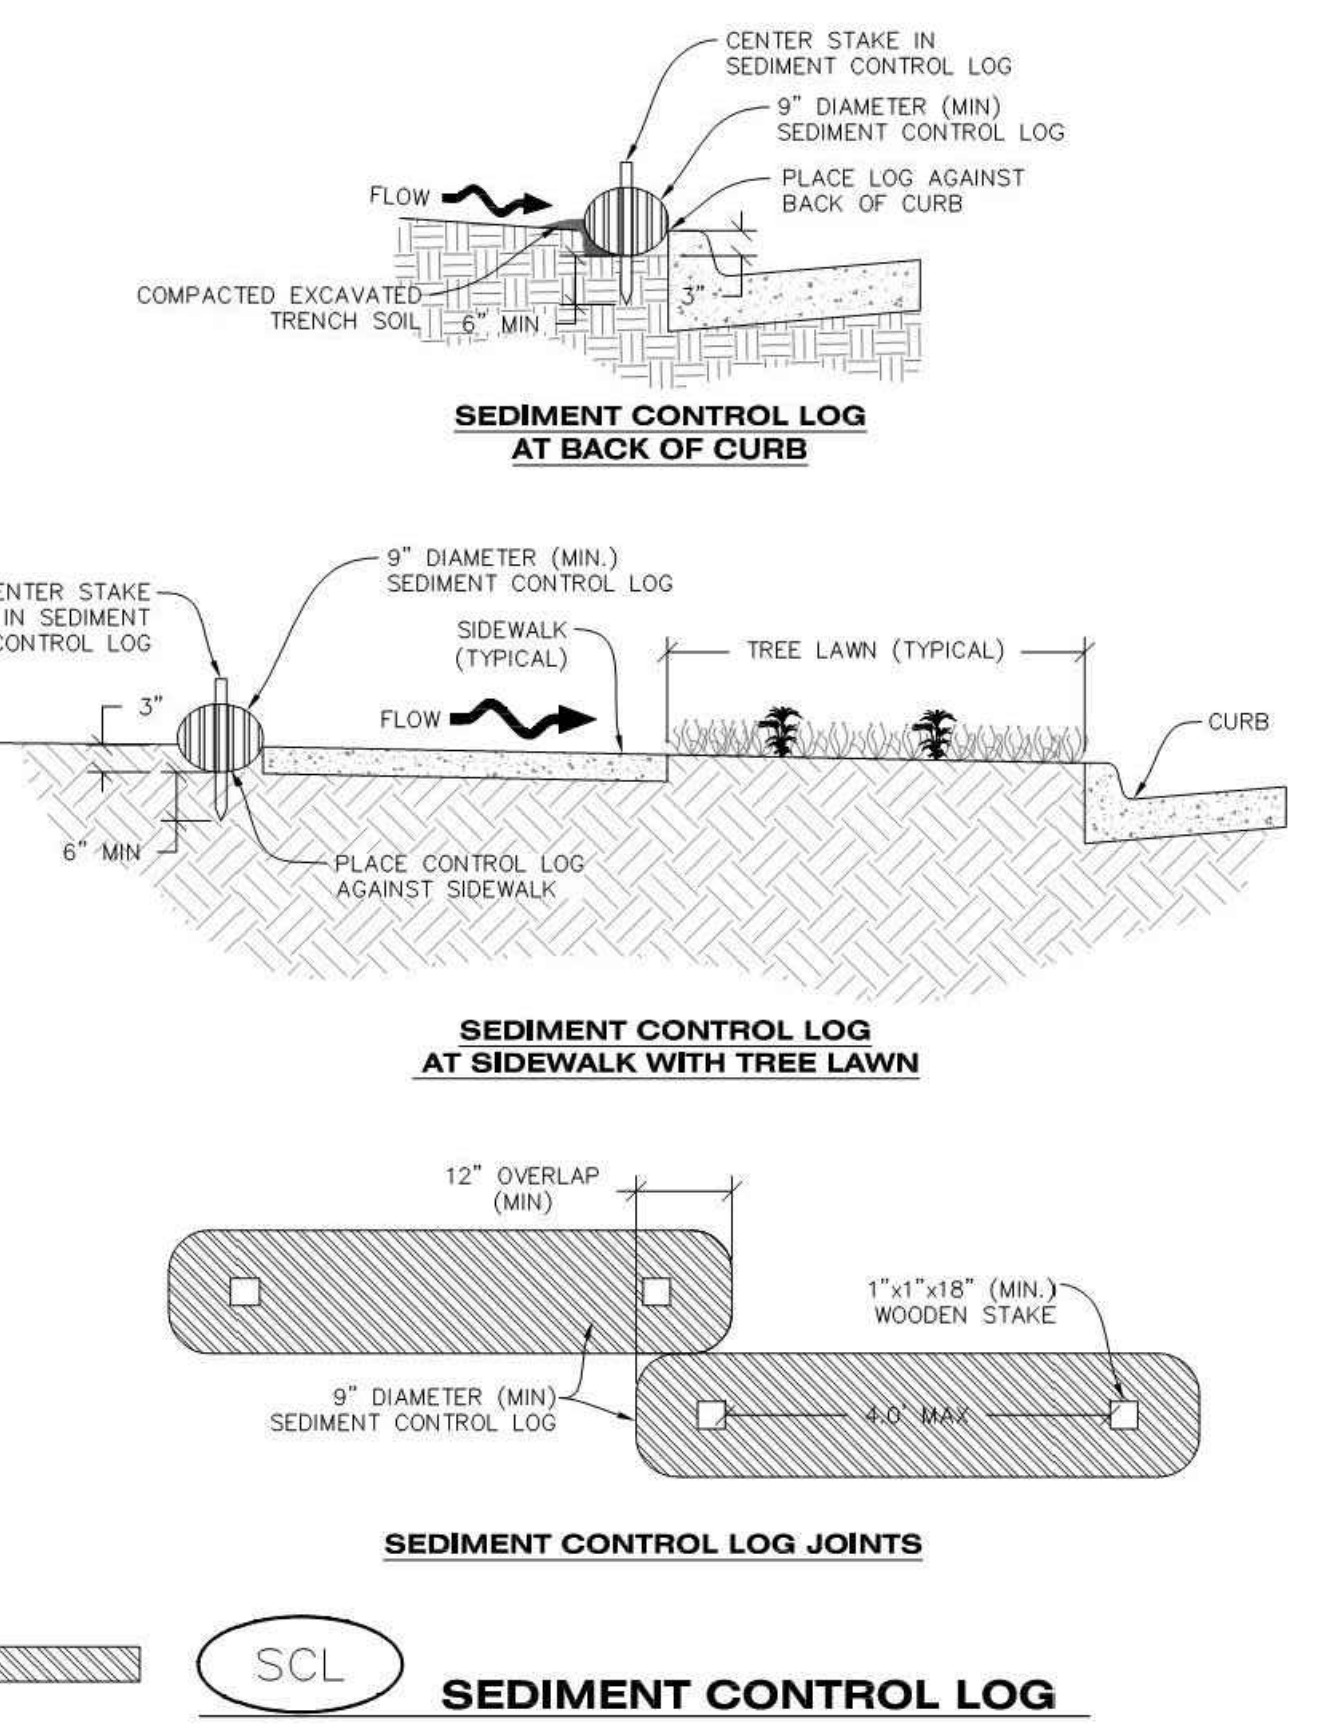 CENTER STAKE IN
SEDIMENT CONTROL LOG
9" DIAMETER (MIN)
SEDIMENT CONTROL LOG
PLACE LOG AGAINST
BACK OF CURB
FLOW
COMPACTED EXCAVATED
TRENCH SOIL
6" MIN
3"
SEDIMENT CONTROL LOG
AT BACK OF CURB
9" DIAMETER (MIN.)
SEDIMENT CONTROL LOG
ENTER STAKE
IN SEDIMENT
CONTROL LOG
SIDEWALK
(TYPICAL)
TREE LAWN (TYPICAL)
3"
FLOW
CURB
6" MIN
PLACE CONTROL LOG
AGAINST SIDEWALK
SEDIMENT CONTROL LOG
AT SIDEWALK WITH TREE LAWN
12" OVERLAP
(MIN)
1"x1"x18" (MIN.)
WOODEN STAKE
9" DIAMETER (MIN)
SEDIMENT CONTROL LOG
4.0' MAX
SEDIMENT CONTROL LOG JOINTS
SCL
SEDIMENT CONTROL LOG